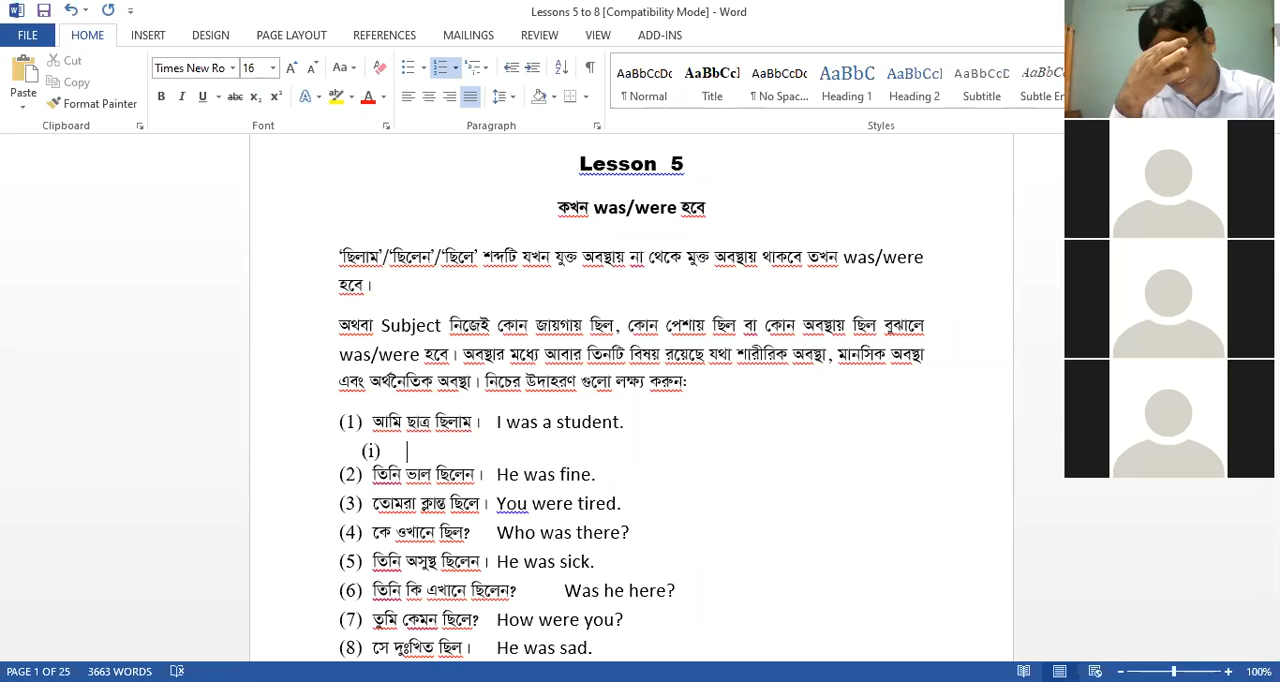 Lessons 5 to 8 [Compatibility Mode] - Word
FILE HOME INSERT DESIGN PAGE LAYOUT REFERENCES MAILINGS REVIEW VIEW ADD-INS
Cut
Copy
Paste
Format Painter
Times New Ro 16
AaBbCcDc AaBbCcI AaBbCcDc AaBbC AaBbCcI AaBbCcD AaBbCcD
¶ Normal Title ¶ No Spac... Heading 1 Heading 2 Subtitle Subtle En
Clipboard Font Paragraph Styles
Lesson 5
কখন was/were হবে
‘ছিলাম’/‘ছিলেন’/‘ছিলে’ শব্দটি যখন যুক্ত অবস্থায় না থেকে মুক্ত অবস্থায় থাকবে তখন was/were
হবে।
অথবা Subject নিজেই কোন জায়গায় ছিল, কোন পেশায় ছিল বা কোন অবস্থায় ছিল বুঝালে
was/were হবে। অবস্থার মধ্যে আবার তিনটি বিষয় রয়েছে যথা শারীরিক অবস্থা, মানসিক অবস্থা
এবং অর্থনৈতিক অবস্থা। নিচের উদাহরণ গুলো লক্ষ্য করুন:
(1) আমি ছাত্র ছিলাম। I was a student.
(i)
(2) তিনি ভাল ছিলেন। He was fine.
(3) তোমরা ক্লান্ত ছিলে। You were tired.
(4) কে ওখানে ছিল? Who was there?
(5) তিনি অসুস্থ ছিলেন। He was sick.
(6) তিনি কি এখানে ছিলেন? Was he here?
(7) তুমি কেমন ছিলে? How were you?
(8) সে দুঃখিত ছিল। He was sad.
PAGE 1 OF 25 3663 WORDS 100%